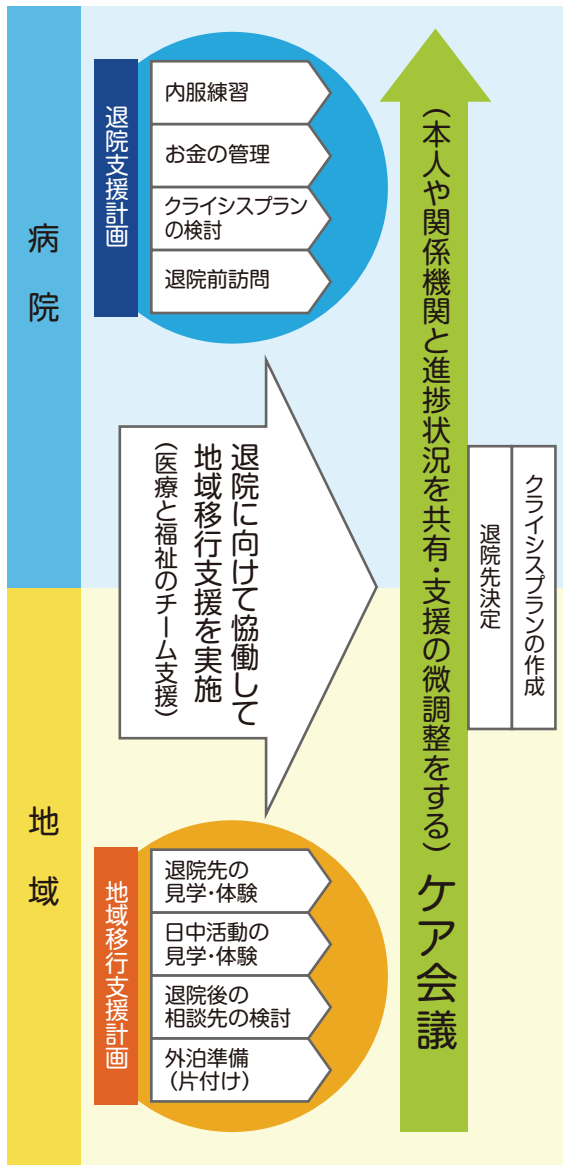 病院
退院支援計画
内服練習
お金の管理
クライシスプラン
の検討
退院前訪問
退院に向けて協働して
地域移行支援を実施
(医療と福祉のチーム支援)
地域
地域移行支援計画
退院先の
見学・体験
日中活動の
見学・体験
退院後の
相談先の検討
外泊準備
(片付け)
(本人や関係機関と進捗状況を共有・支援の微調整をする)ケア会議
クライシスプランの作成
退院先決定